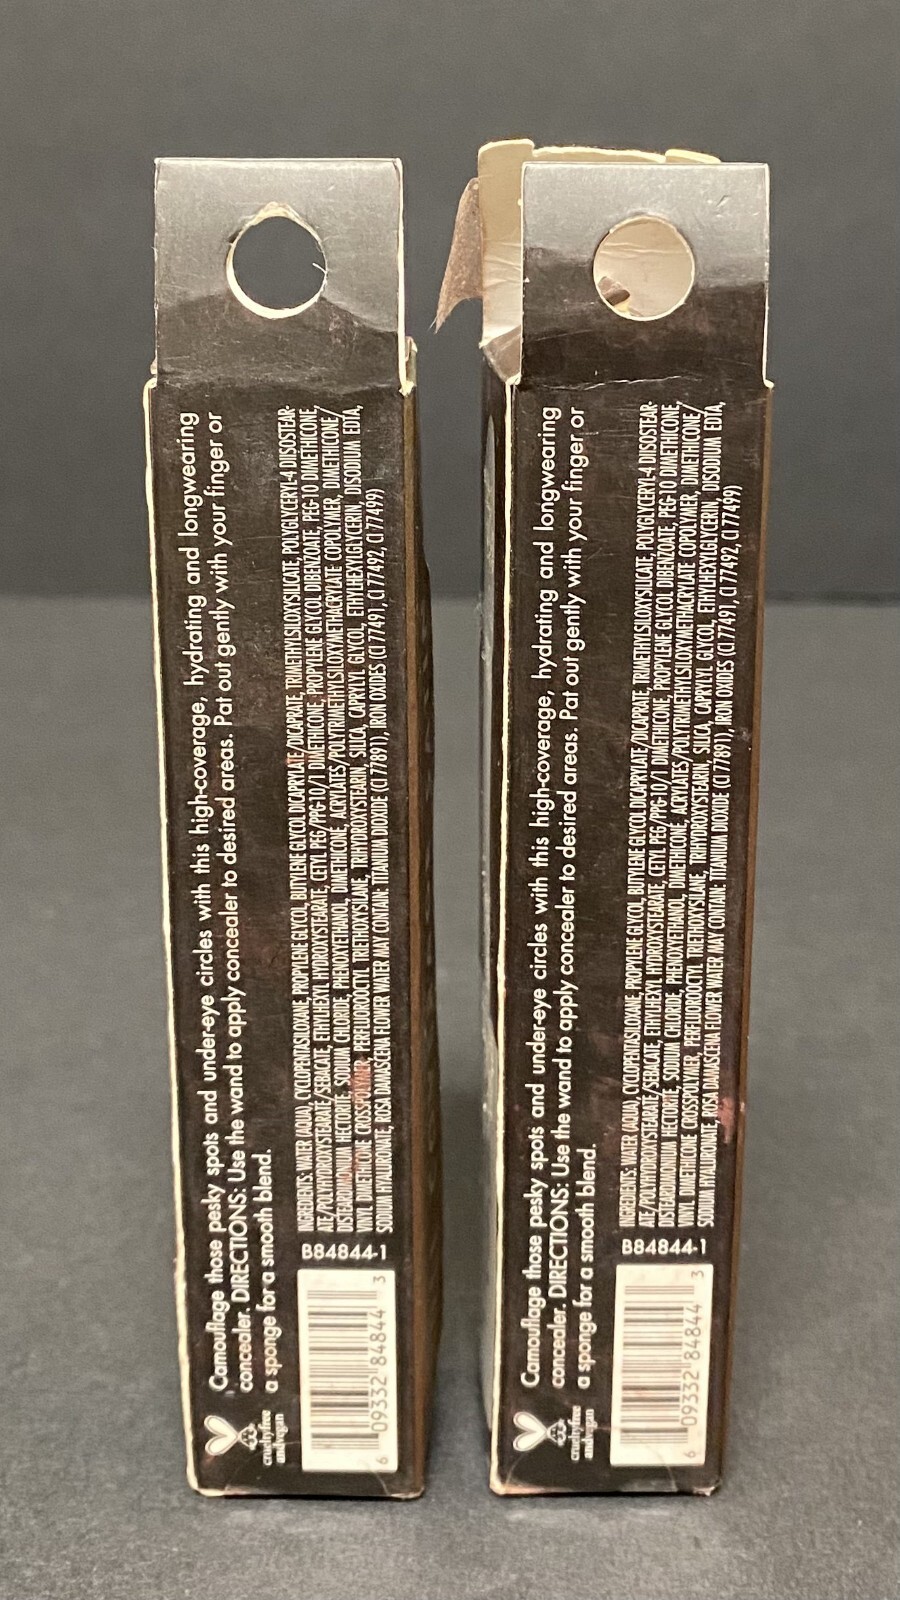 Camouflage those pesky spots and under-eye circles with this high-coverage, hydrating and longwearing
concealer. DIRECTIONS: Use the wand to apply concealer to desired areas. Pat out gently with your finger or
a sponge for a smooth blend.
INGREDIENTS: WATER (AQUA), CYCLOPENTASILOXANE, PROPYLENE GLYCOL, BUTYLENE GLYCOL DICAPRYLATE/DICAPRATE, TRIMETHYLSILOXYSILICATE, POLYGLYCERYL-4 DIISOSTEAR-
ATE/POLYHYDROXYSTEARATE/SEBACATE, ETHYLHEXYL HYDROXYSTEARATE, CETYL PEG/PPG-10/1 DIMETHICONE, PROPYLENE GLYCOL DIBENZOATE, PEG-10 DIMETHICONE,
DISTEARDIMONIUM HECTORITE, SODIUM CHLORIDE, PHENOXYETHANOL, DIMETHICONE, ACRYLATES/POLYTRIMETHYLSILOXYMETHACRYLATE COPOLYMER, DIMETHICONE/
VINYL DIMETHICONE CROSSPOLYMER, PERFLUOROOCTYL TRIETHOXYSILANE, TRIHYDROXYSTEARIN, SILICA, CAPRYLYL GLYCOL, ETHYLHEXYLGLYCERIN, DISODIUM EDTA,
SODIUM HYALURONATE, ROSA DAMASCENA FLOWER WATER MAY CONTAIN: TITANIUM DIOXIDE (CI 77891), IRON OXIDES (CI 77491, CI 77492, CI 77499)
B84844-1
6 09332 84844 3
crueltyfree
andvegan
Camouflage those pesky spots and under-eye circles with this high-coverage, hydrating and longwearing
concealer. DIRECTIONS: Use the wand to apply concealer to desired areas. Pat out gently with your finger or
a sponge for a smooth blend.
INGREDIENTS: WATER (AQUA), CYCLOPENTASILOXANE, PROPYLENE GLYCOL, BUTYLENE GLYCOL DICAPRYLATE/DICAPRATE, TRIMETHYLSILOXYSILICATE, POLYGLYCERYL-4 DIISOSTEAR-
ATE/POLYHYDROXYSTEARATE/SEBACATE, ETHYLHEXYL HYDROXYSTEARATE, CETYL PEG/PPG-10/1 DIMETHICONE, PROPYLENE GLYCOL DIBENZOATE, PEG-10 DIMETHICONE,
DISTEARDIMONIUM HECTORITE, SODIUM CHLORIDE, PHENOXYETHANOL, DIMETHICONE, ACRYLATES/POLYTRIMETHYLSILOXYMETHACRYLATE COPOLYMER, DIMETHICONE/
VINYL DIMETHICONE CROSSPOLYMER, PERFLUOROOCTYL TRIETHOXYSILANE, TRIHYDROXYSTEARIN, SILICA, CAPRYLYL GLYCOL, ETHYLHEXYLGLYCERIN, DISODIUM EDTA,
SODIUM HYALURONATE, ROSA DAMASCENA FLOWER WATER MAY CONTAIN: TITANIUM DIOXIDE (CI 77891), IRON OXIDES (CI 77491, CI 77492, CI 77499)
B84844-1
6 09332 84844 3
crueltyfree
andvegan